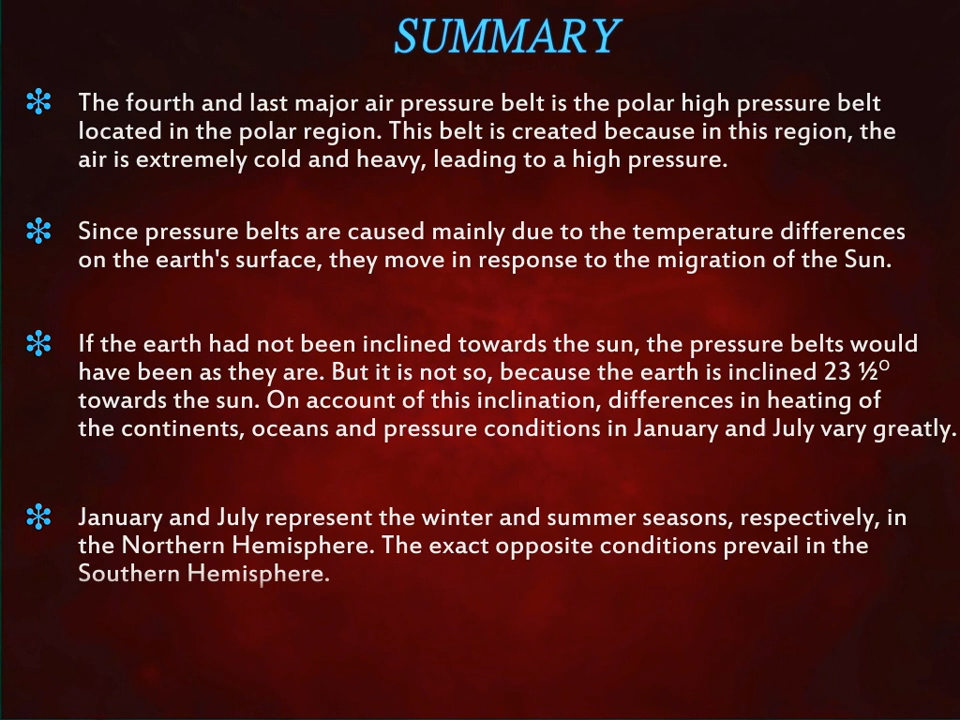 SUMMARY
The fourth and last major air pressure belt is the polar high pressure belt
located in the polar region. This belt is created because in this region, the
air is extremely cold and heavy, leading to a high pressure.
Since pressure belts are caused mainly due to the temperature differences
on the earth's surface, they move in response to the migration of the Sun.
If the earth had not been inclined towards the sun, the pressure belts would
have been as they are. But it is not so, because the earth is inclined 23 ½°
towards the sun. On account of this inclination, differences in heating of
the continents, oceans and pressure conditions in January and July vary greatly.
January and July represent the winter and summer seasons, respectively, in
the Northern Hemisphere. The exact opposite conditions prevail in the
Southern Hemisphere.